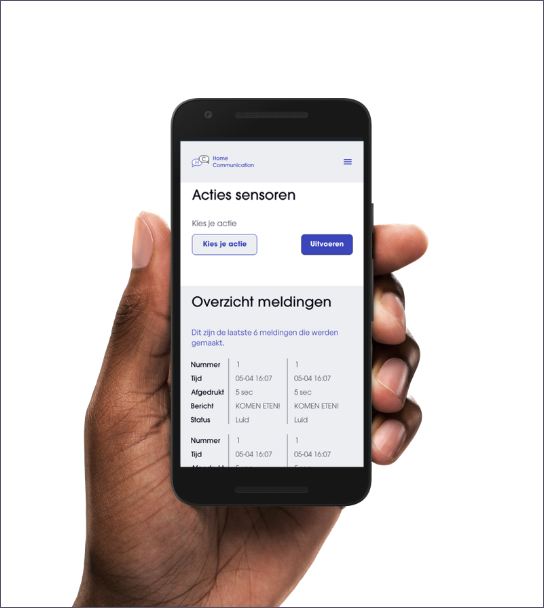 Home
Communication
Acties sensoren
Kies je actie
Kies je actie Uitvoeren
Overzicht meldingen
Dit zijn de laatste 6 meldingen die werden
gemaakt.
Nummer 1 1
Tijd 05-04 16:07 05-04 16:07
Afgedrukt 5 sec 5 sec
Bericht KOMEN ETEN! KOMEN ETEN!
Status Luid Luid
Nummer 1 1
Tijd 05-04 16:07 05-04 16:07